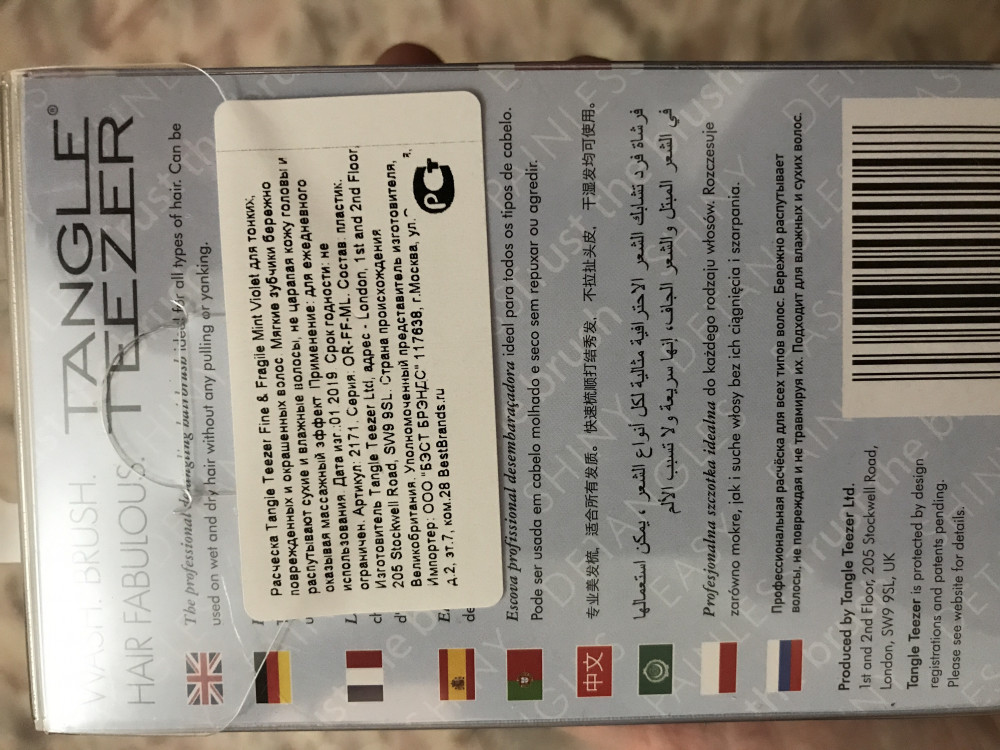 WASH. BRUSH.
HAIR FABULOUS.
TANGLE
TEEZER®
The professional detangling hairbrush ideal for all types of hair. Can be
used on wet and dry hair without any pulling or yanking.
Расческа Tangle Teezer Fine & Fragile Mint Violet для тонких,
поврежденных и окрашенных волос. Мягкие зубчики бережно
распутывают сухие и влажные волосы, не царапая кожу головы и
оказывая массажный эффект Применение: для ежедневного
использования. Дата изг.:01 2019 Срок годности: не
ограничен. Артикул: 2171. Серия: OR-FF-ML. Состав. пластик.
Изготовитель Tangle Teezer Ltd, адрес - London, 1st and 2nd Floor,
205 Stockwell Road, SW9 9SL. Страна происхождения
Великобритания. Уполномоченный представитель изготовителя,
Импортер: ООО "БЭСТ БРЭНДС" 117638, г.Москва, ул.
д 2, эт.7, ком.28 BestBrands.ru
РСТ
Escova profissional desembaraçadora ideal para todos os tipos de cabelo.
Pode ser usada em cabelo molhado e seco sem repuxar ou agredir.
中文
专业美发梳，适合所有发质。快速梳顺打结秀发，不拉扯头皮，干湿发均可使用。
فرشاة فرد تشابك الشعر الاحترافية مثالية لكل انواع الشعر ، يمكن استعمالها
في الشعر المبتل والشعر الجاف، إنها سريعة ولا تسبب الألم
Profesjonalna szczotka idealna do każdego rodzaju włosów. Rozczesuje
zarówno mokre, jak i suche włosy bez ich ciągnięcia i szarpania.
Профессиональная расчёска для всех типов волос. Бережно распутывает
волосы, не повреждая и не травмируя их. Подходит для влажных и сухих волос.
Produced by Tangle Teezer Ltd.
1st and 2nd Floor, 205 Stockwell Road,
London, SW9 9SL, UK
Tangle Teezer is protected by design
registrations and patents pending.
Please see website for details.